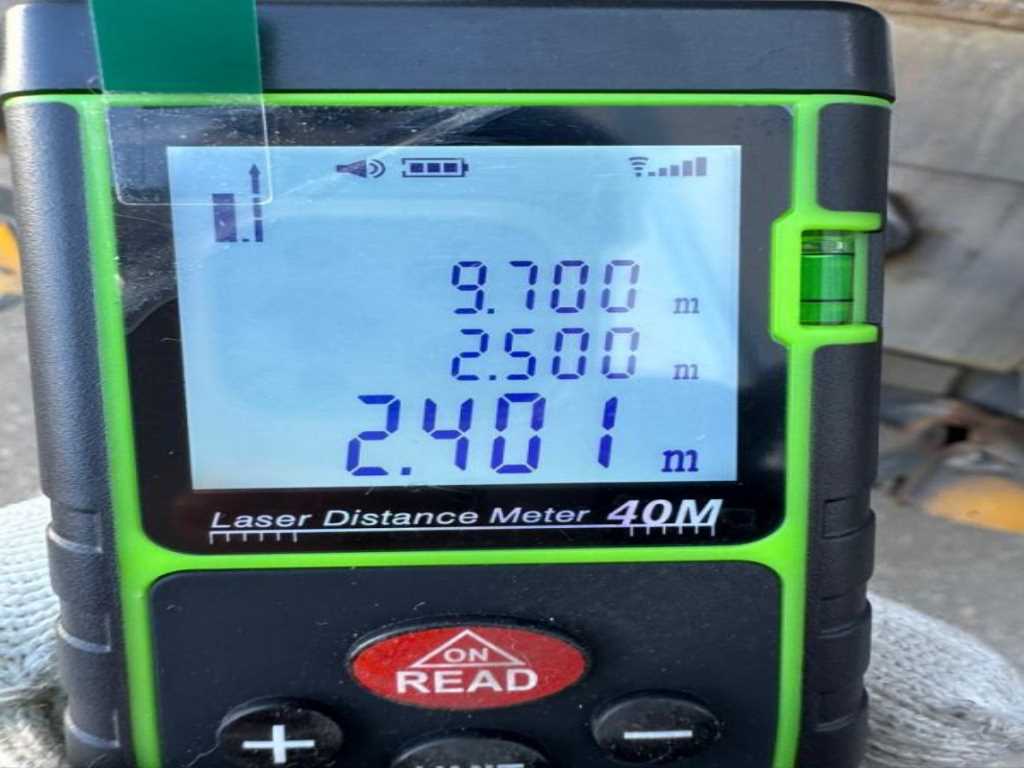 9.700 m
2.500 m
2.401 m
Laser Distance Meter 40M
ON
READ
+
−